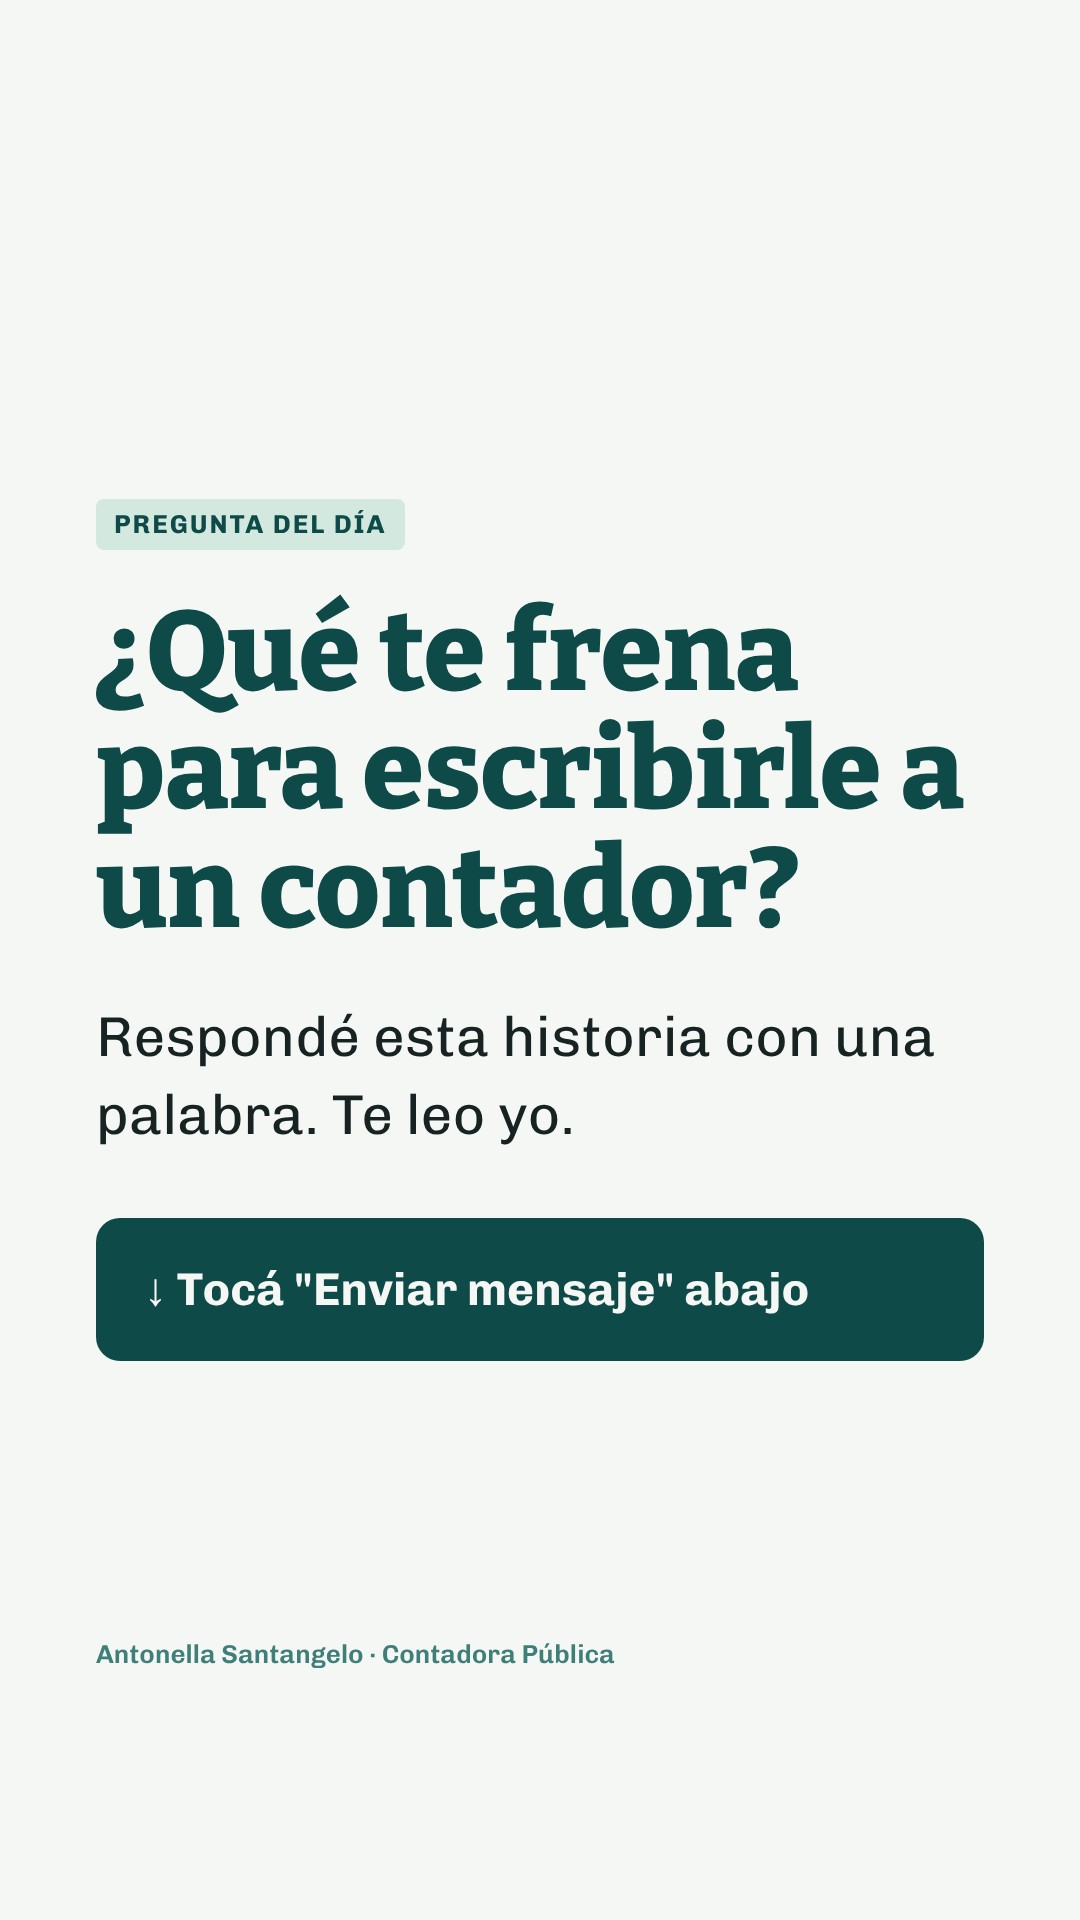 PREGUNTA DEL DÍA
¿Qué te frena
para escribirle a
un contador?
Respondé esta historia con una
palabra. Te leo yo.
↓ Tocá "Enviar mensaje" abajo
Antonella Santangelo · Contadora Pública